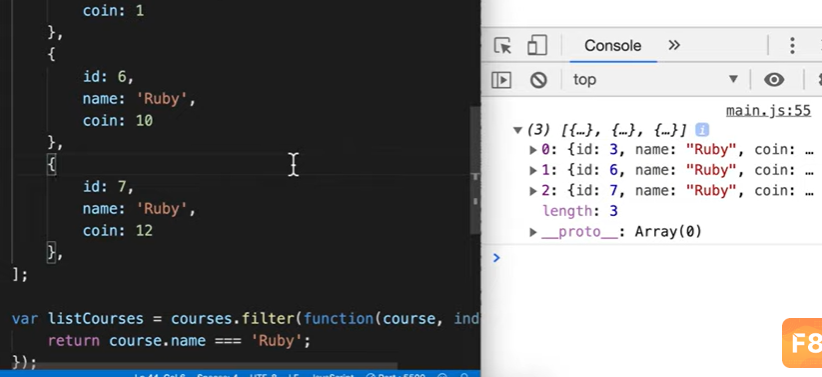 coin: 1
},
{
id: 6,
name: 'Ruby',
coin: 10
},
{
id: 7,
name: 'Ruby',
coin: 12
},
];
var listCourses = courses.filter(function(course, ind
return course.name === 'Ruby';
});
Console
top
main.js:55
(3) [{…}, {…}, {…}] i
0: {id: 3, name: "Ruby", coin: …
1: {id: 6, name: "Ruby", coin: …
2: {id: 7, name: "Ruby", coin: …
length: 3
__proto__: Array(0)
F8